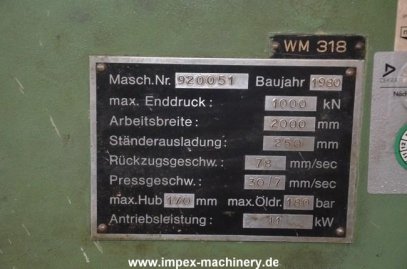 WM 318
Masch.Nr. 920051 Baujahr 1980
max. Enddruck: 1000 kN
Arbeitsbreite: 2000 mm
Ständerausladung: 250 mm
Rückzugsgeschw.: 78 mm/sec
Pressgeschw.: 30/7 mm/sec
max.Hub 170 mm max.Öldr. 180 bar
Antriebsleistung: 11 kW
www.impex-machinery.de